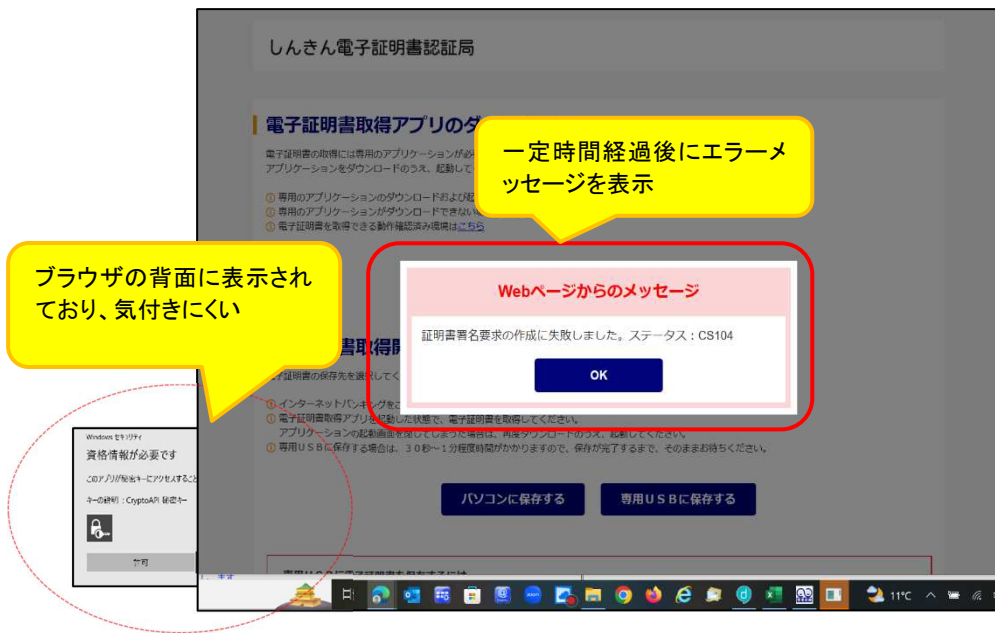 しんきん電子証明書認証局
電子証明書取得アプリのダ
電子証明書の取得には専用のアプリケーションが必
アプリケーションをダウンロードのうえ、起動して
専用のアプリケーションのダウンロードおよび起
専用のアプリケーションがダウンロードできない
電子証明書を取得できる動作確認済み環境はこちら
一定時間経過後にエラーメ
ッセージを表示
ブラウザの背面に表示され
ており、気付きにくい
Webページからのメッセージ
証明書署名要求の作成に失敗しました。ステータス：CS104
OK
書取得開
子証明書の保存先を選択してく
インターネットバンキングをご
電子証明書取得アプリを起動した状態で、電子証明書を取得してください。
アプリケーションの起動画面を閉じてしまった場合は、再度ダウンロードのうえ、起動してください。
専用ＵＳＢに保存する場合は、３０秒～１分程度時間がかかりますので、保存が完了するまで、そのままお待ちください。
パソコンに保存する
専用ＵＳＢに保存する
Windows セキュリティ
資格情報が必要です
このアプリが秘密キーにアクセスすること
キーの説明：CryptoAPI 秘密キー
許可
11℃